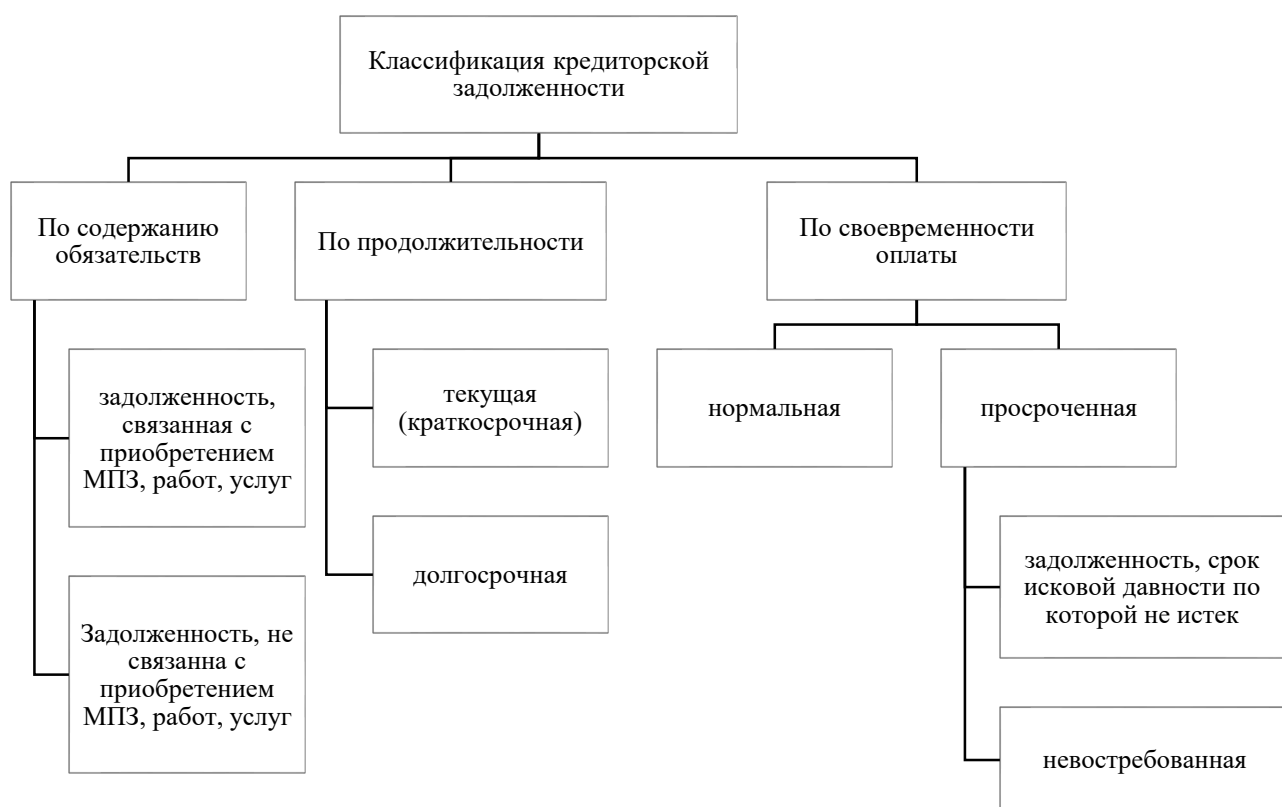 Классификация кредиторской
задолженности
По содержанию
обязательств
По продолжительности
По своевременности
оплаты
задолженность,
связанная с
приобретением
МПЗ, работ, услуг
текущая
(краткосрочная)
нормальная
просроченная
Задолженность, не
связанна с
приобретением
МПЗ, работ, услуг
долгосрочная
задолженность, срок
исковой давности по
которой не истек
невостребованная